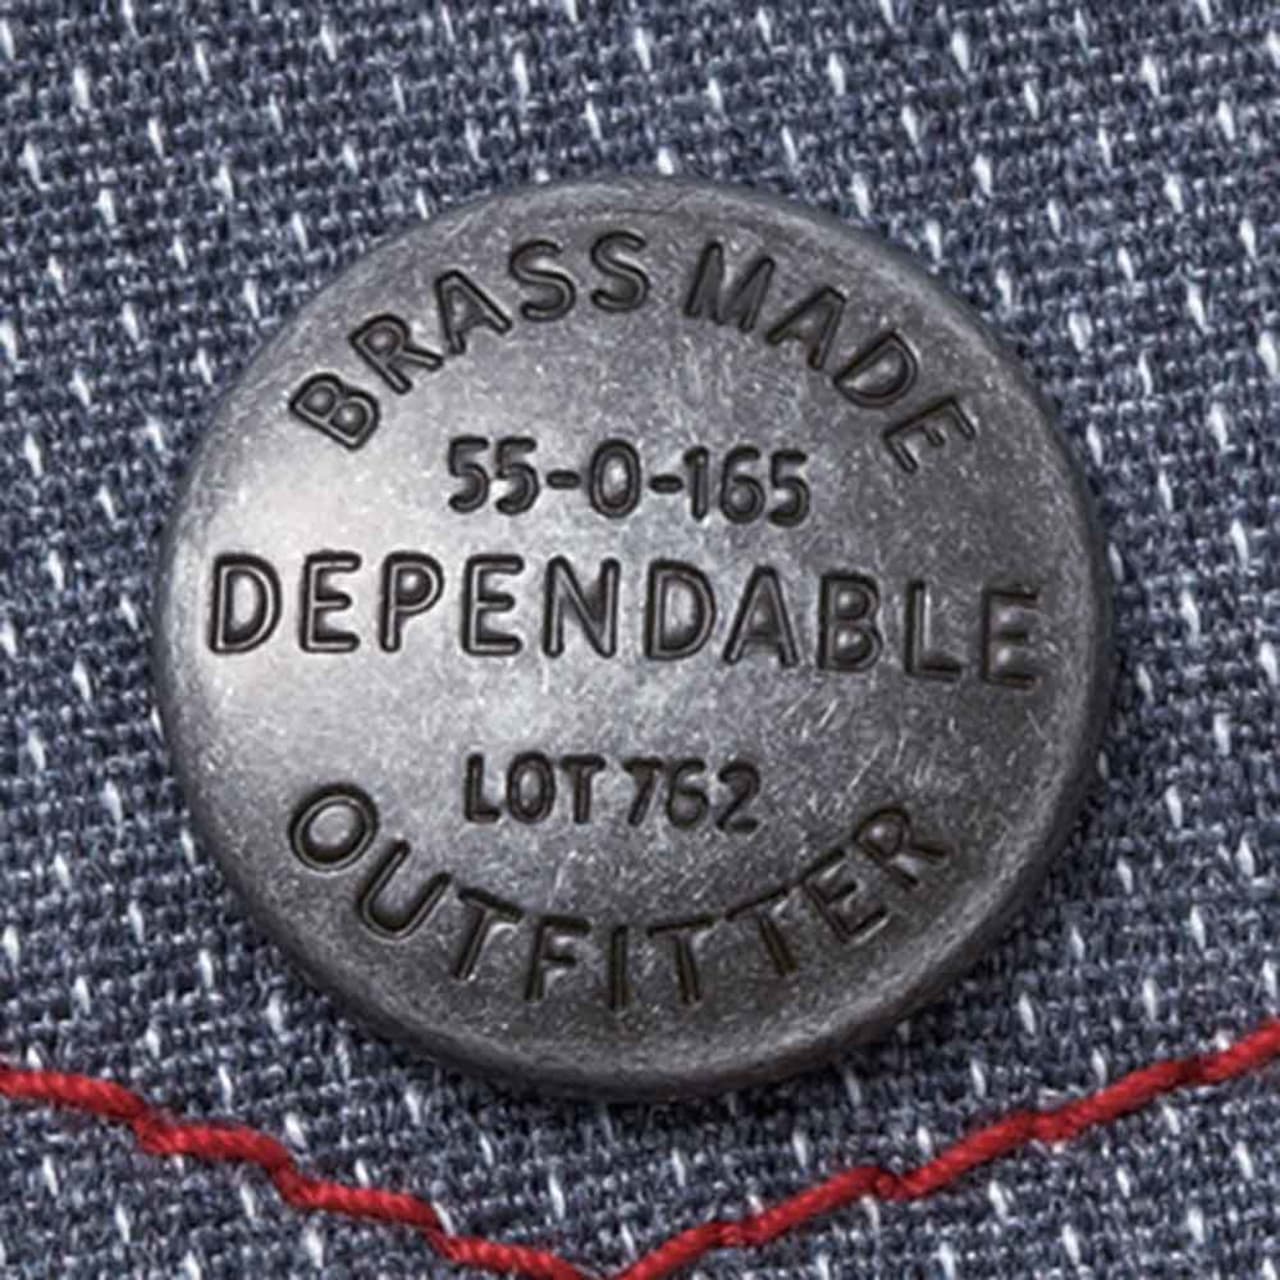 BRASS MADE
55-0-165
DEPENDABLE
LOT 762
OUTFITTER